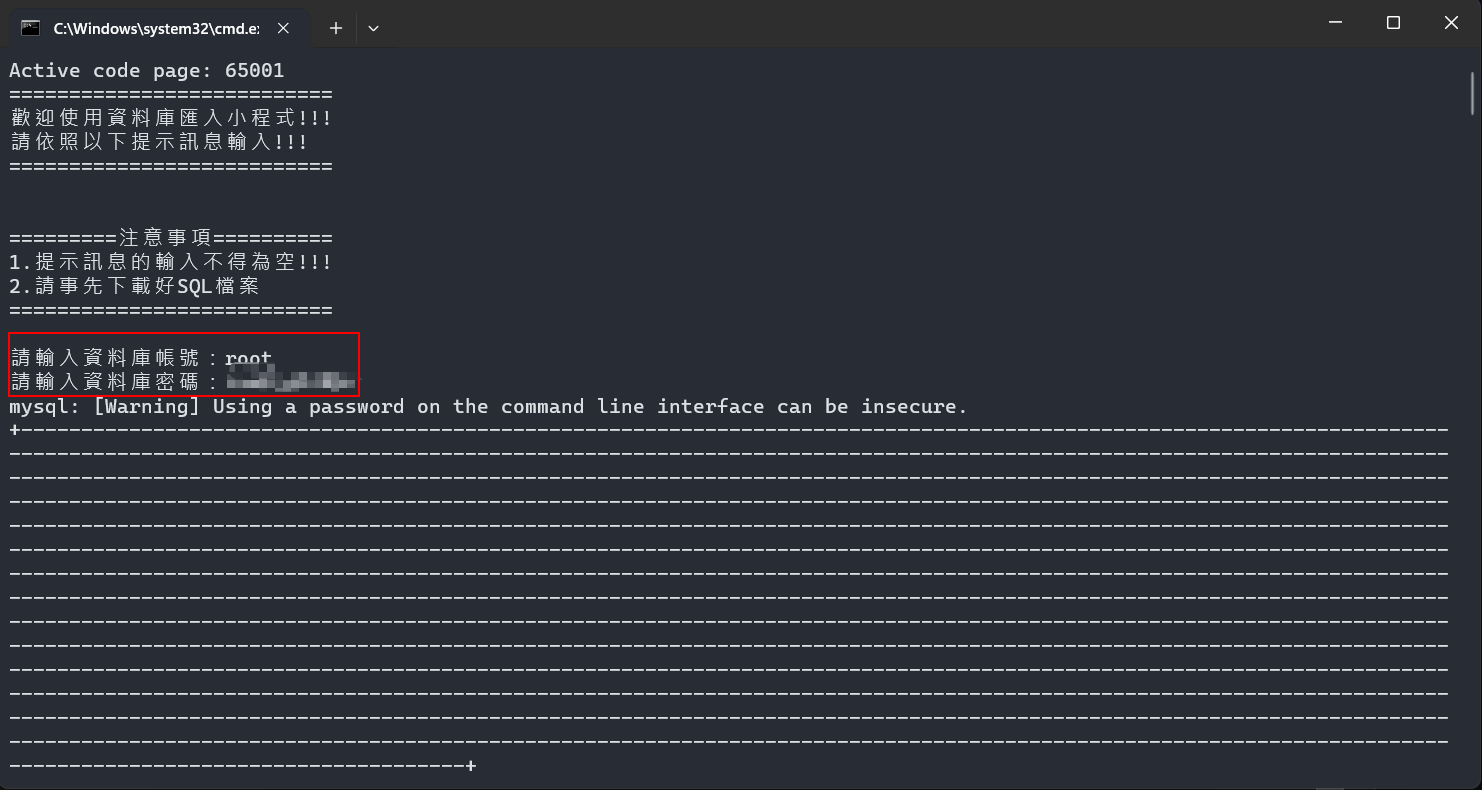 C:\Windows\system32\cmd.e
Active code page: 65001
===========================
歡迎使用資料庫匯入小程式!!!
請依照以下提示訊息輸入!!!
===========================
=========注意事項==========
1.提示訊息的輸入不得為空!!!
2.請事先下載好SQL檔案
===========================
請輸入資料庫帳號：root
請輸入資料庫密碼：
mysql: [Warning] Using a password on the command line interface can be insecure.
+-----------------------------------------------------------------------------------------------------------------------
------------------------------------------------------------------------------------------------------------------------
------------------------------------------------------------------------------------------------------------------------
------------------------------------------------------------------------------------------------------------------------
------------------------------------------------------------------------------------------------------------------------
------------------------------------------------------------------------------------------------------------------------
------------------------------------------------------------------------------------------------------------------------
------------------------------------------------------------------------------------------------------------------------
------------------------------------------------------------------------------------------------------------------------
------------------------------------------------------------------------------------------------------------------------
------------------------------------------------------------------------------------------------------------------------
------------------------------------------------------------------------------------------------------------------------
------------------------------------------------------------------------------------------------------------------------
------------------------------------------------------------------------------------------------------------------------
--------------------------------------+